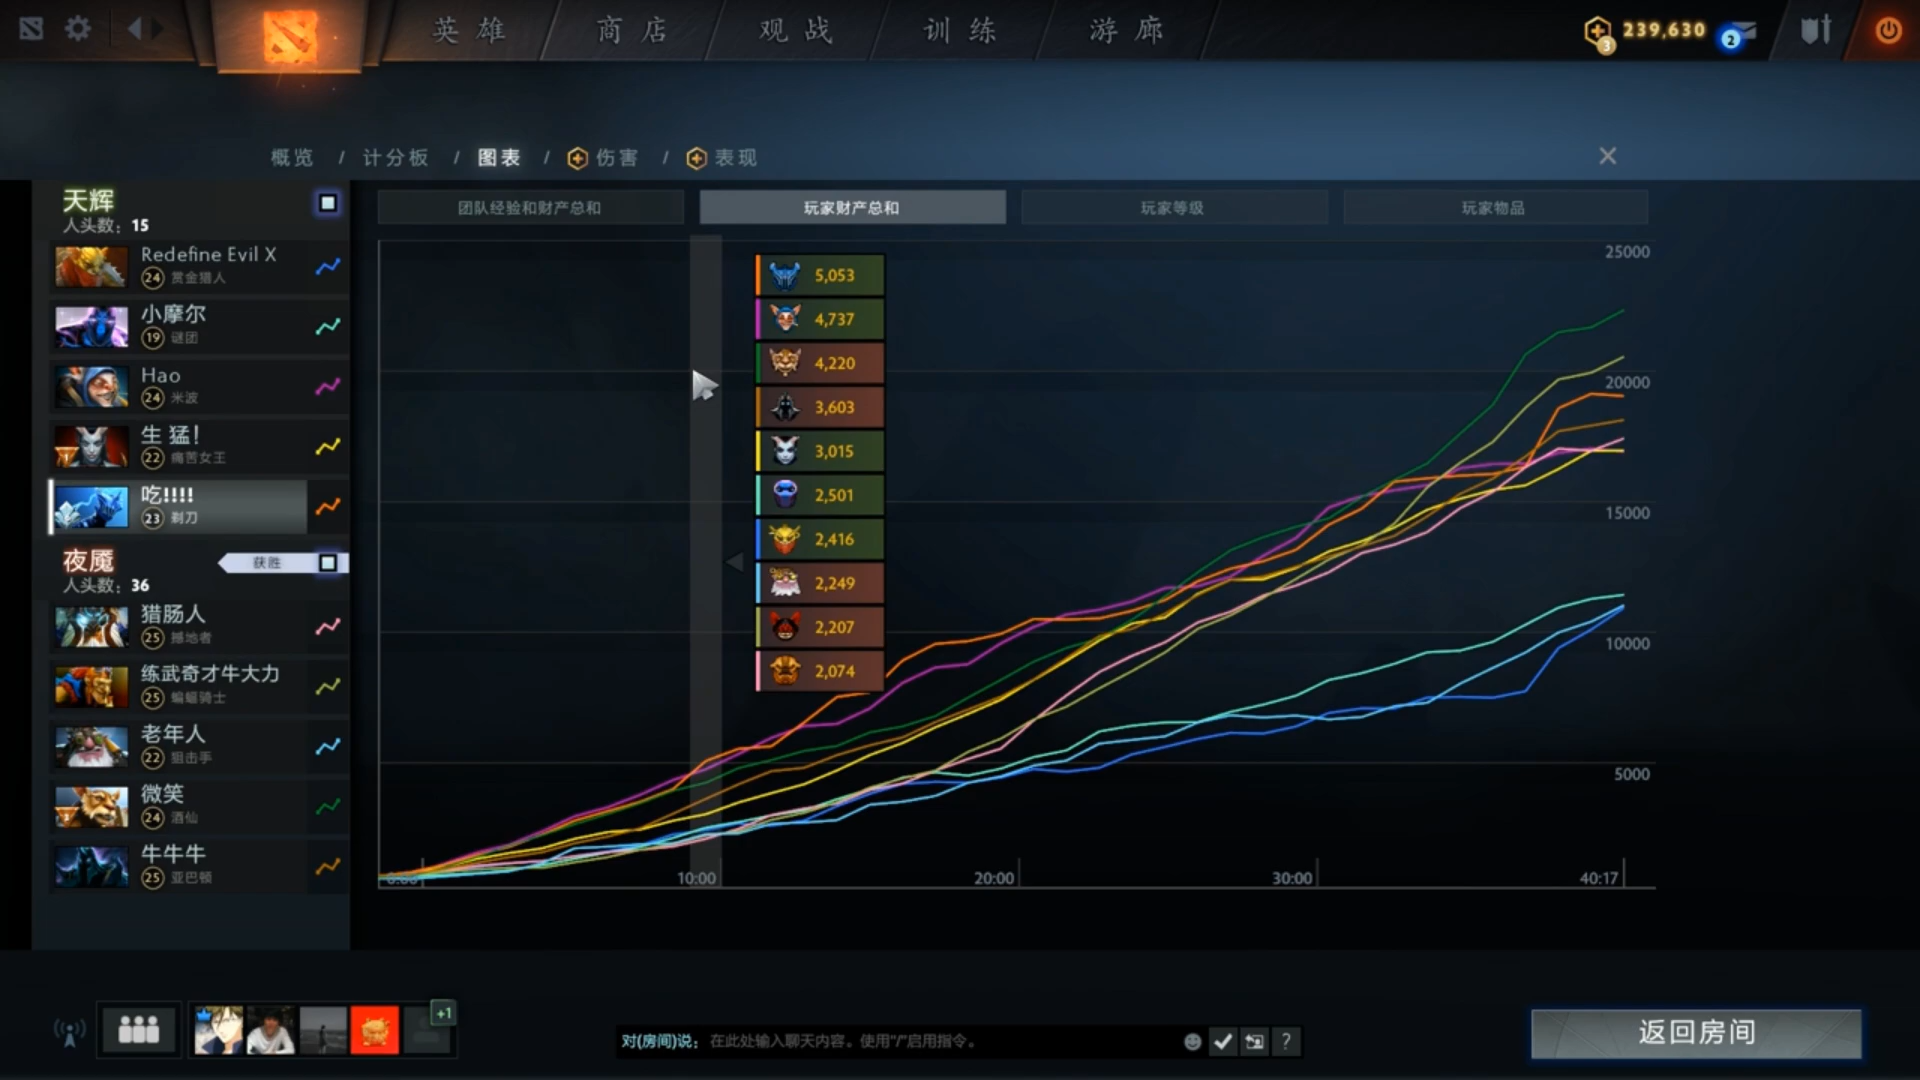 英雄
商店
观战
训练
游廊
3
239,630
2
概览 / 计分板 / 图表 / 伤害 / 表现
天辉
人头数：15
Redefine Evil X
24 赏金猎人
小摩尔
19 谜团
Hao
24 米波
生 猛！
22 痛苦女王
吃!!!!
23 剃刀
夜魇
获胜
人头数：36
猎肠人
25 撼地者
练武奇才牛大力
25 蝙蝠骑士
老年人
22 狙击手
微笑
24 酒仙
牛牛牛
25 亚巴顿
团队经验和财产总和
玩家财产总和
玩家等级
玩家物品
5,053
4,737
4,220
3,603
3,015
2,501
2,416
2,249
2,207
2,074
25000
20000
15000
10000
5000
0:00
10:00
20:00
30:00
40:17
+1
对(房间)说：在此处输入聊天内容。使用“/”启用指令。
?
返回房间